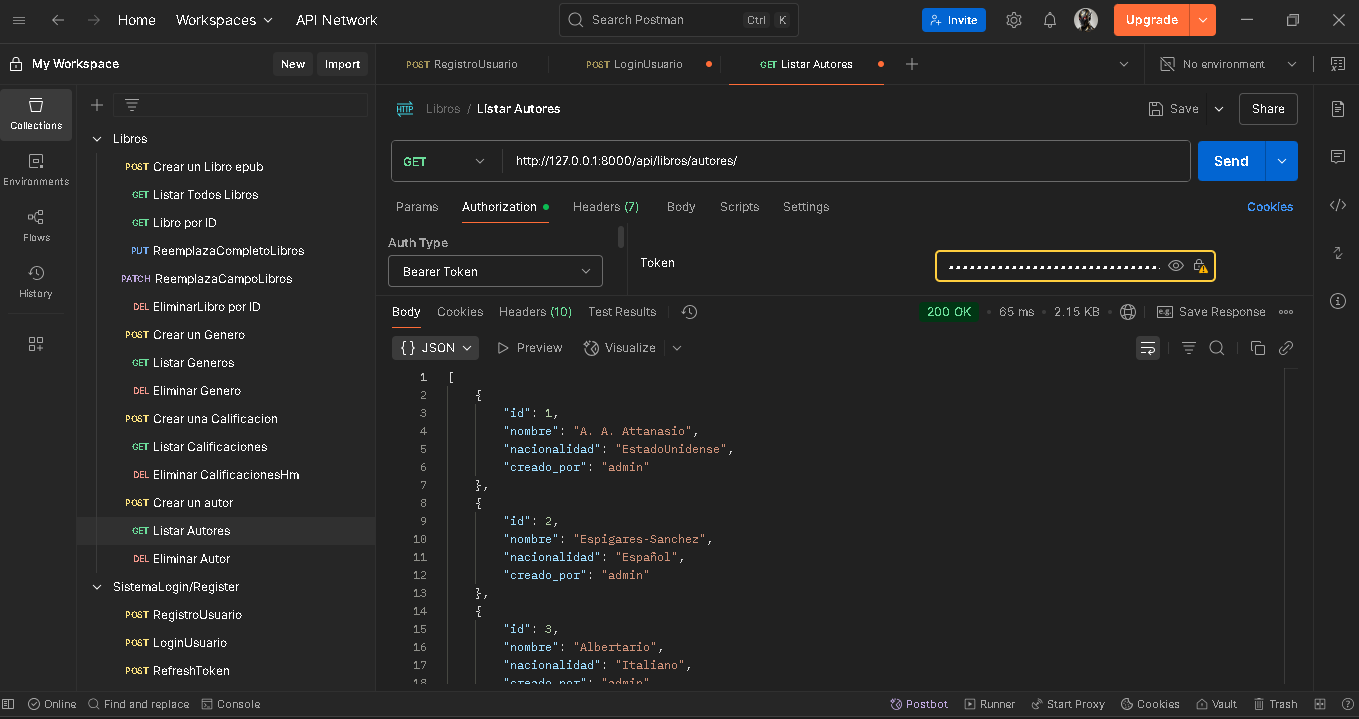 Home Workspaces API Network Search Postman Ctrl K Invite Upgrade
My Workspace New Import POST RegistroUsuario POST LoginUsuario GET Listar Autores No environment
Collections
Environments
Flows
History
Libros
POST Crear un Libro epub
GET Listar Todos Libros
GET Libro por ID
PUT ReemplazaCompletoLibros
PATCH ReemplazaCampoLibros
DEL EliminarLibro por ID
POST Crear un Genero
GET Listar Generos
DEL Eliminar Genero
POST Crear una Calificacion
GET Listar Calificaciones
DEL Eliminar CalificacionesHm
POST Crear un autor
GET Listar Autores
DEL Eliminar Autor
SistemaLogin/Register
POST RegistroUsuario
POST LoginUsuario
POST RefreshToken
HTTP Libros / Listar Autores Save Share
GET http://127.0.0.1:8000/api/libros/autores/ Send
Params Authorization Headers (7) Body Scripts Settings Cookies
Auth Type
Bearer Token
Token
Body Cookies Headers (10) Test Results 200 OK 65 ms 2.15 KB e.g. Save Response
{} JSON Preview Visualize
1 [
2 {
3 "id": 1,
4 "nombre": "A. A. Attanasio",
5 "nacionalidad": "EstadoUnidense",
6 "creado_por": "admin"
7 },
8 {
9 "id": 2,
10 "nombre": "Espigares-Sanchez",
11 "nacionalidad": "Español",
12 "creado_por": "admin"
13 },
14 {
15 "id": 3,
16 "nombre": "Albertario",
17 "nacionalidad": "Italiano",
18 "creado_por": "admin"
Online Find and replace Console Postbot Runner Start Proxy Cookies Vault Trash